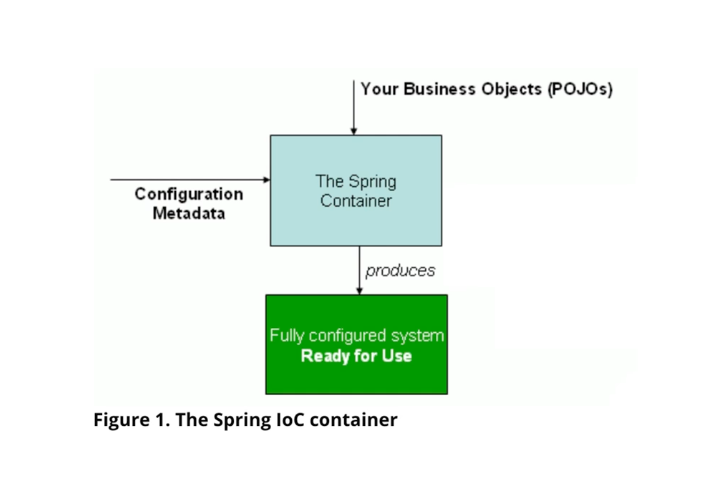 Your Business Objects (POJOs)
The Spring
Container
Configuration
Metadata
produces
Fully configured system
Ready for Use
Figure 1. The Spring IoC container